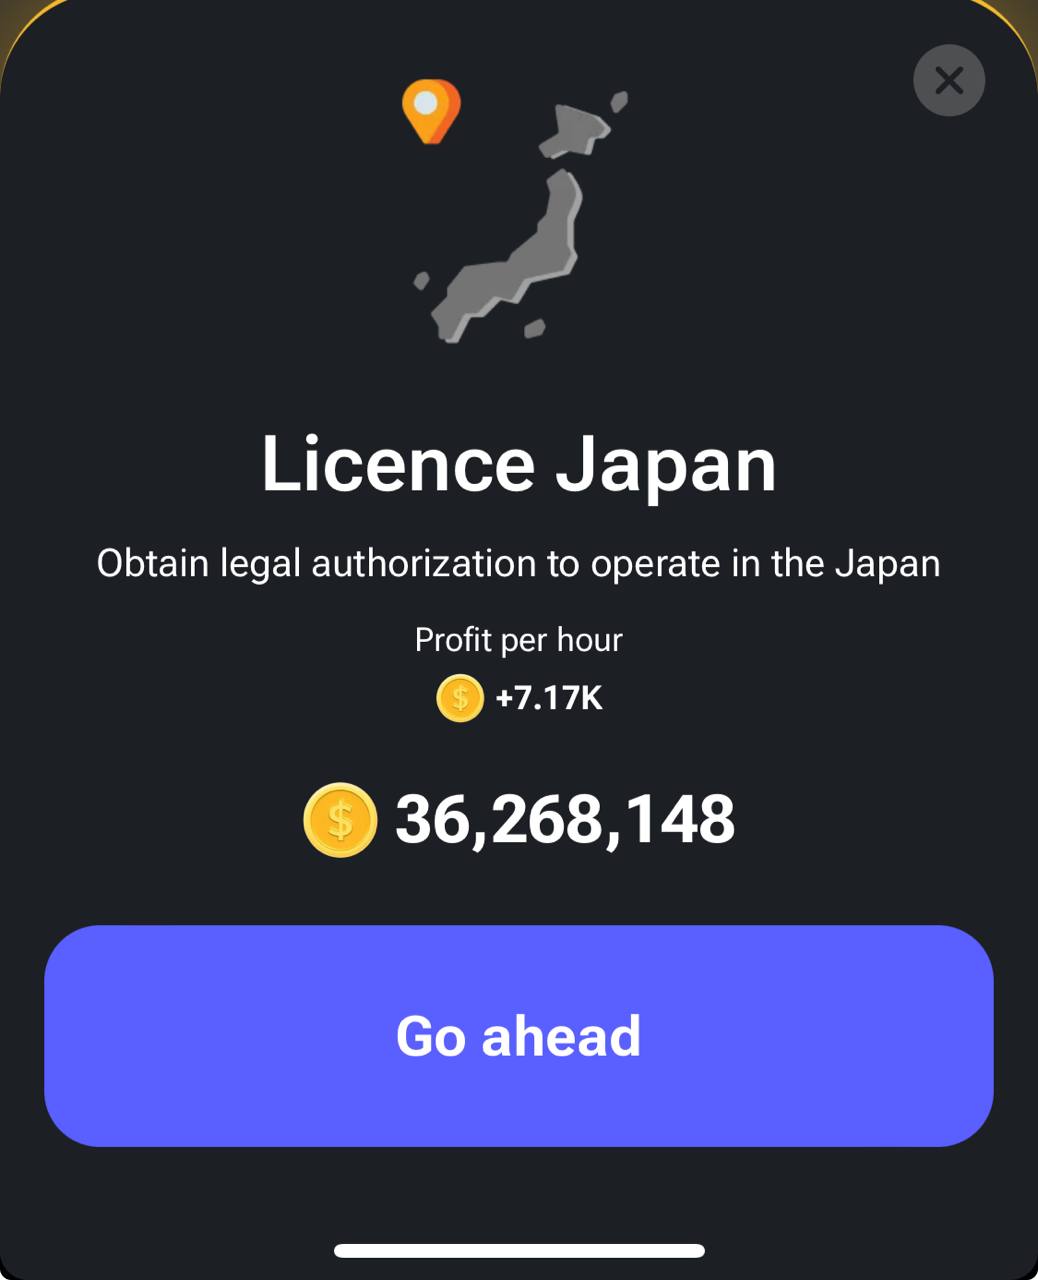 Licence Japan
Obtain legal authorization to operate in the Japan
Profit per hour
+7.17K
36,268,148
Go ahead